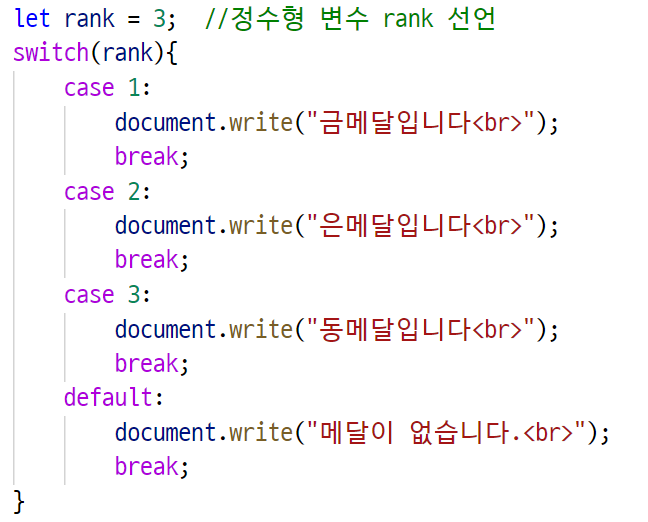 let rank = 3;  //정수형 변수 rank 선언
switch(rank){
    case 1:
        document.write("금메달입니다<br>");
        break;
    case 2:
        document.write("은메달입니다<br>");
        break;
    case 3:
        document.write("동메달입니다<br>");
        break;
    default:
        document.write("메달이 없습니다.<br>");
        break;
}